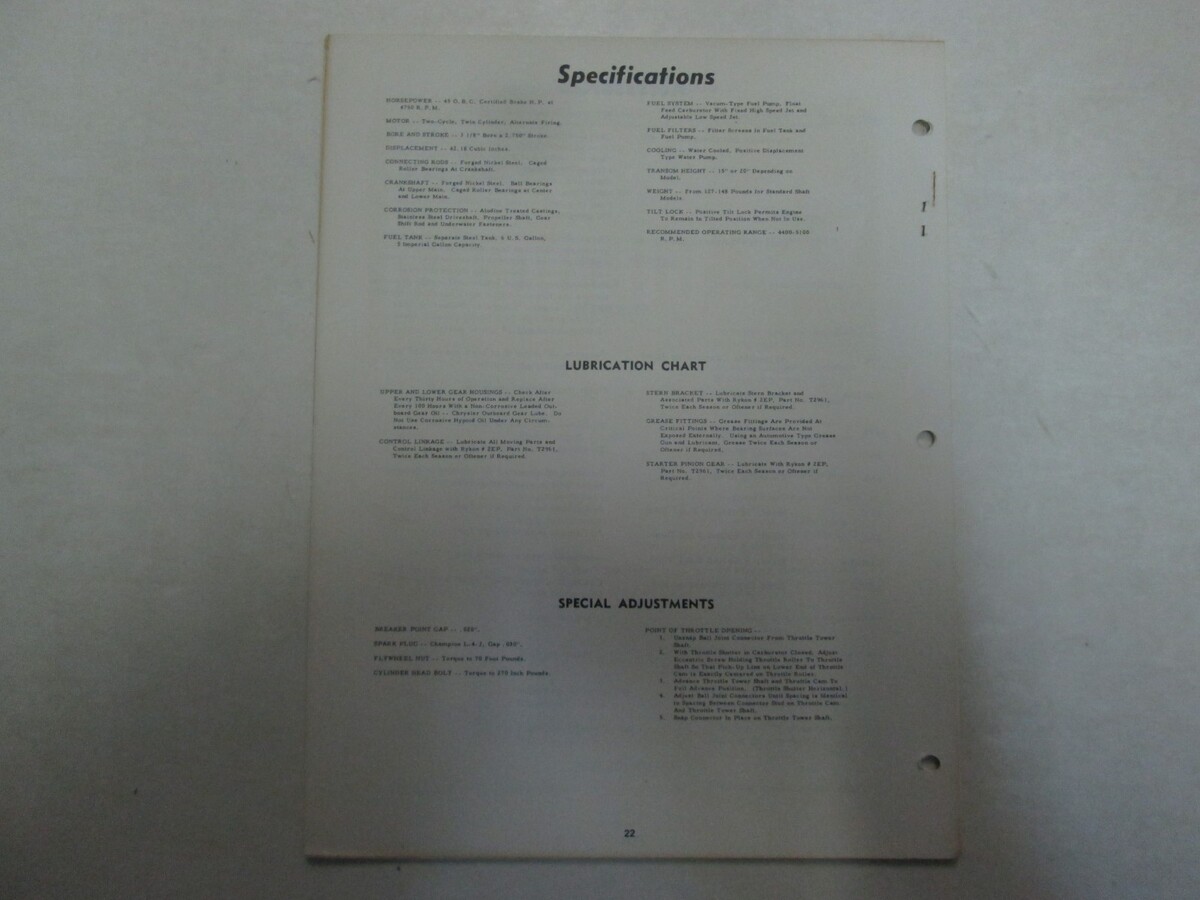 Specifications
HORSEPOWER -- 45 O.B.C. Certified Brake H.P. at
4750 R.P.M.
MOTOR -- Two-Cycle, Twin Cylinder, Alternate Firing.
BORE AND STROKE -- 3 1/8" Bore x 2.750" Stroke
DISPLACEMENT -- 42.18 Cubic Inches.
CONNECTING RODS -- Forged Nickel Steel. Caged
Roller Bearings At Crankshaft.
CRANKSHAFT -- Forged Nickel Steel. Ball Bearings
At Upper Main. Caged Roller Bearings at Center
and Lower Main.
CORROSION PROTECTION -- Alodine Treated Castings,
Stainless Steel Driveshaft, Propeller Shaft, Gear
Shift Rod and Underwater Fasteners.
FUEL TANK -- Separate Steel Tank, 6 U.S. Gallon,
5 Imperial Gallon Capacity.
FUEL SYSTEM -- Vacuum Type Fuel Pump, Float
Feed Carburetor With Fixed High Speed Jet and
Adjustable Low Speed Jet.
FUEL FILTERS -- Filter Screens in Fuel Tank and
Fuel Pump.
COOLING -- Water Cooled, Positive Displacement
Type Water Pump.
TRANSOM HEIGHT -- 15" or 20" Depending on
Model.
WEIGHT -- From 137-148 Pounds for Standard Shaft
Models.
TILT LOCK -- Positive Tilt Lock Permits Engine
To Remain In Tilted Position When Not In Use.
RECOMMENDED OPERATING RANGE -- 4400-5100
R.P.M.
LUBRICATION CHART
UPPER AND LOWER GEAR HOUSINGS -- Check After
Every Thirty Hours of Operation and Replace After
Every 100 Hours With a Non-Corrosive Leaded Out-
board Gear Oil -- Chrysler Outboard Gear Lube. Do
Not Use Corrosive Hypoid Oil Under Any Circum-
stances.
CONTROL LINKAGE -- Lubricate All Moving Parts and
Control Linkage with Rykon # 2EP, Part No. T2961,
Twice Each Season or Oftener if Required.
STERN BRACKET -- Lubricate Stern Bracket and
Associated Parts With Rykon # 2EP, Part No. T2961,
Twice Each Season or Oftener if Required.
GREASE FITTINGS -- Grease Fittings Are Provided At
Critical Points Where Bearing Surfaces Are Not
Exposed Externally. Using an Automotive Type Grease
Gun and Lubricant, Grease Twice Each Season or
Oftener if Required.
STARTER PINION GEAR -- Lubricate With Rykon # 2EP,
Part No. T2961, Twice Each Season or Oftener if
Required.
SPECIAL ADJUSTMENTS
BREAKER POINT GAP --
SPARK PLUG -- Champion
FLYWHEEL NUT -- Torque to 70 Foot Pounds.
CYLINDER HEAD BOLT -- Torque to 270 Inch Pounds.
POINT OF THROTTLE OPENING --
1. Unsnap Ball Joint Connector From Throttle Tower
Shaft.
2. With Throttle Shutter in Carburetor Closed, Adjust
Eccentric Screw Holding Throttle Roller To Throttle
Shaft So That Pick-Up Line on Lower End of Throttle
Cam is Exactly Centered on Throttle Roller.
3. Advance Throttle Tower Shaft and Throttle Cam To
Full Advance Position. (Throttle Shutter Horizontal.)
4. Adjust Ball Joint Connectors Until Spacing is Identical
to Spacing Between Connector Stud on Throttle Cam
And Throttle Tower Shaft.
5. Snap Connector In Place on Throttle Tower Shaft.
22